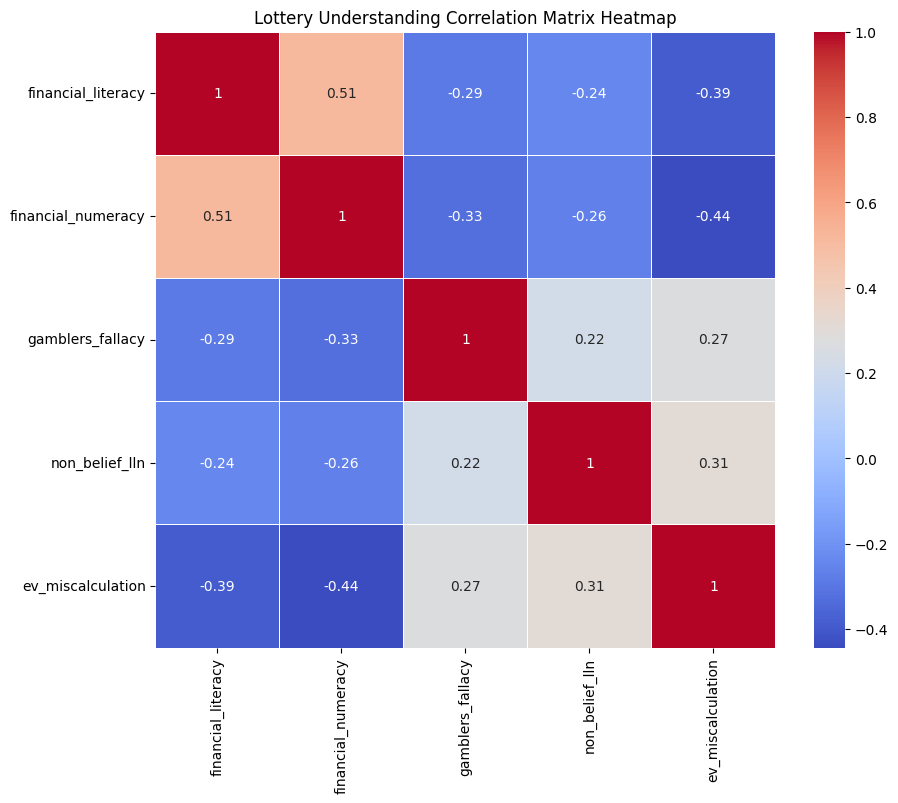 Lottery Understanding Correlation Matrix Heatmap
financial_literacy 1 0.51 -0.29 -0.24 -0.39
financial_numeracy 0.51 1 -0.33 -0.26 -0.44
gamblers_fallacy -0.29 -0.33 1 0.22 0.27
non_belief_lln -0.24 -0.26 0.22 1 0.31
ev_miscalculation -0.39 -0.44 0.27 0.31 1
financial_literacy
financial_numeracy
gamblers_fallacy
non_belief_lln
ev_miscalculation
1.0
0.8
0.6
0.4
0.2
0.0
−0.2
−0.4